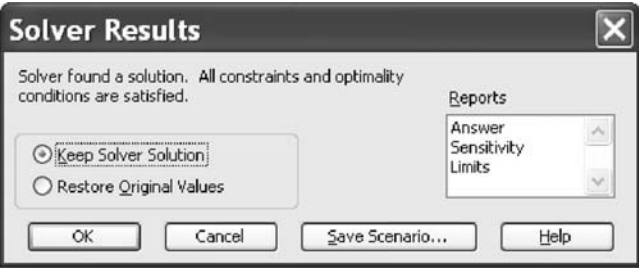 Solver Results
Solver found a solution. All constraints and optimality
conditions are satisfied.
Keep Solver Solution
Restore Original Values
Reports
Answer
Sensitivity
Limits
OK
Cancel
Save Scenario...
Help